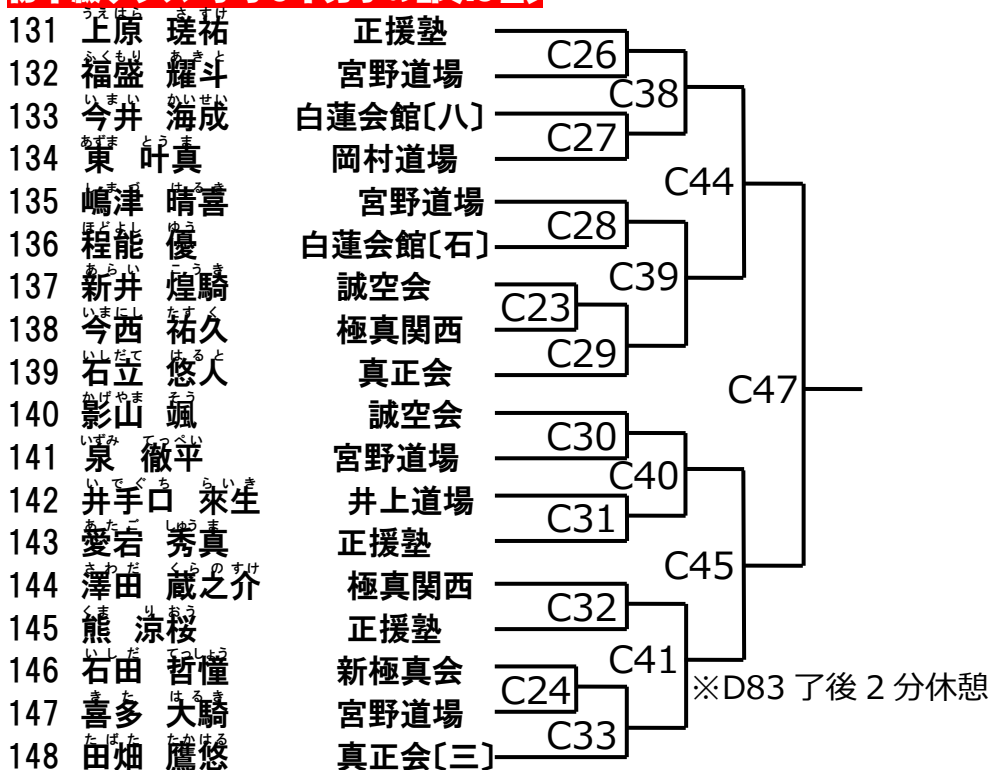 131 上原 瑳祐 正援塾
132 福盛 耀斗 宮野道場
133 今井 海成 白蓮会館〔八〕
134 東 叶真 岡村道場
135 嶋津 晴喜 宮野道場
136 程能 優 白蓮会館〔石〕
137 新井 煌騎 誠空会
138 今西 祐久 極真関西
139 石立 悠人 真正会
140 影山 颯 誠空会
141 泉 徹平 宮野道場
142 井手口 來生 井上道場
143 愛宕 秀真 正援塾
144 澤田 蔵之介 極真関西
145 熊 涼桜 正援塾
146 石田 哲憧 新極真会
147 喜多 大騎 宮野道場
148 田畑 鷹悠 真正会〔三〕
C26
C38
C27
C44
C28
C39
C23
C29
C47
C30
C40
C31
C45
C32
C41
C24
C33
※D83 了後 2 分休憩